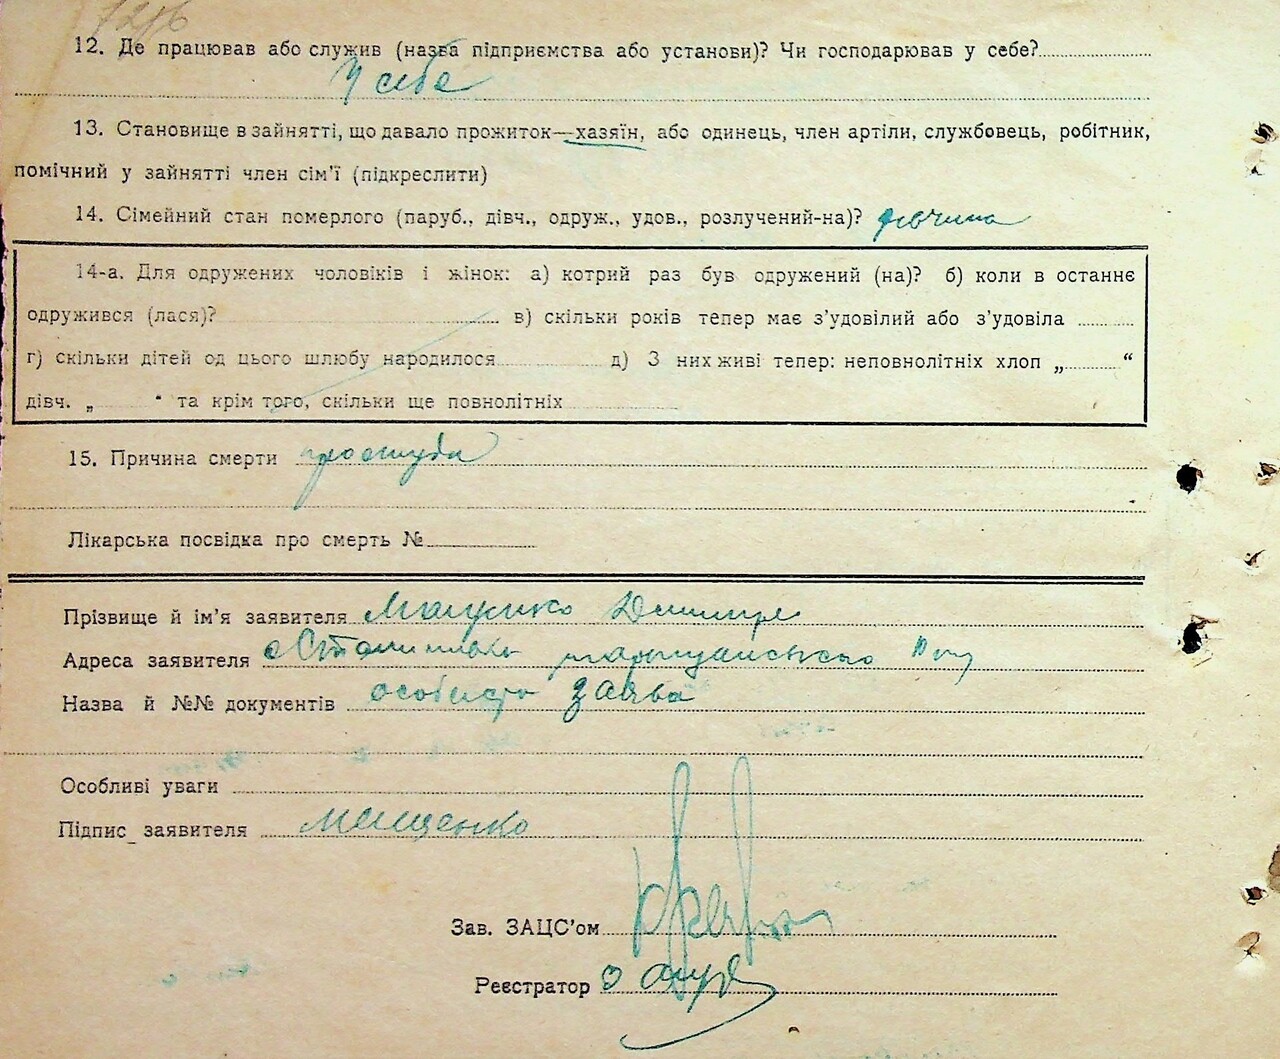 12. Де працював або служив (назва підприємства або установи)? Чи господарював у себе?
У себе
13. Становище в зайнятті, що давало прожиток—хазяїн, або одинець, член артіли, службовець, робітник,
помічний у зайнятті член сім'ї (підкреслити)
14. Сімейний стан померлого (паруб., дівч., одруж., удов., розлучений-на)? дівчина
14-а. Для одружених чоловіків і жінок: а) котрий раз був одружений (на)? б) коли в останнє
одружився (лася)? в) скільки років тепер має з'удовілий або з'удовіла
г) скільки дітей од цього шлюбу народилося д) З них живі тепер: неповнолітніх хлоп „ “
дівч. „ “ та крім того, скільки ще повнолітніх
15. Причина смерти простуда
Лікарська посвідка про смерть №
Прізвище й ім'я заявителя
Адреса заявителя
Назва й №№ документів особиста заява
Особливі уваги
Підпис заявителя
Зав. ЗАЦС'ом
Реєстратор